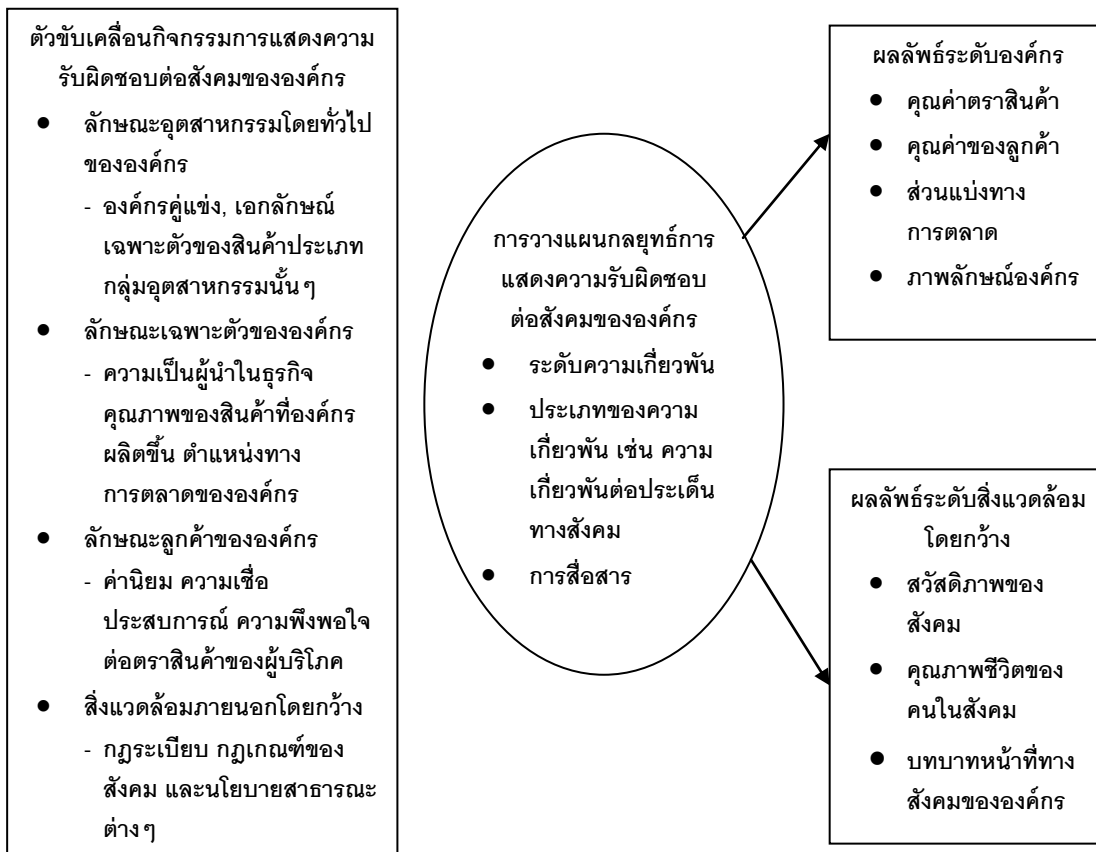 ตัวขับเคลื่อนกิจกรรมการแสดงความ
รับผิดชอบต่อสังคมขององค์กร
● ลักษณะอุตสาหกรรมโดยทั่วไป
ขององค์กร
- องค์กรคู่แข่ง, เอกลักษณ์
เฉพาะตัวของสินค้าประเภท
กลุ่มอุตสาหกรรมนั้นๆ
● ลักษณะเฉพาะตัวขององค์กร
- ความเป็นผู้นำในธุรกิจ
คุณภาพของสินค้าที่องค์กร
ผลิตขึ้น ตำแหน่งทาง
การตลาดขององค์กร
● ลักษณะลูกค้าขององค์กร
- ค่านิยม ความเชื่อ
ประสบการณ์ ความพึงพอใจ
ต่อตราสินค้าของผู้บริโภค
● สิ่งแวดล้อมภายนอกโดยกว้าง
- กฎระเบียบ กฎเกณฑ์ของ
สังคม และนโยบายสาธารณะ
ต่างๆ
การวางแผนกลยุทธ์การ
แสดงความรับผิดชอบ
ต่อสังคมขององค์กร
● ระดับความเกี่ยวพัน
● ประเภทของความ
เกี่ยวพัน เช่น ความ
เกี่ยวพันต่อประเด็น
ทางสังคม
● การสื่อสาร
ผลลัพธ์ระดับองค์กร
● คุณค่าตราสินค้า
● คุณค่าของลูกค้า
● ส่วนแบ่งทาง
การตลาด
● ภาพลักษณ์องค์กร
ผลลัพธ์ระดับสิ่งแวดล้อม
โดยกว้าง
● สวัสดิภาพของ
สังคม
● คุณภาพชีวิตของ
คนในสังคม
● บทบาทหน้าที่ทาง
สังคมขององค์กร